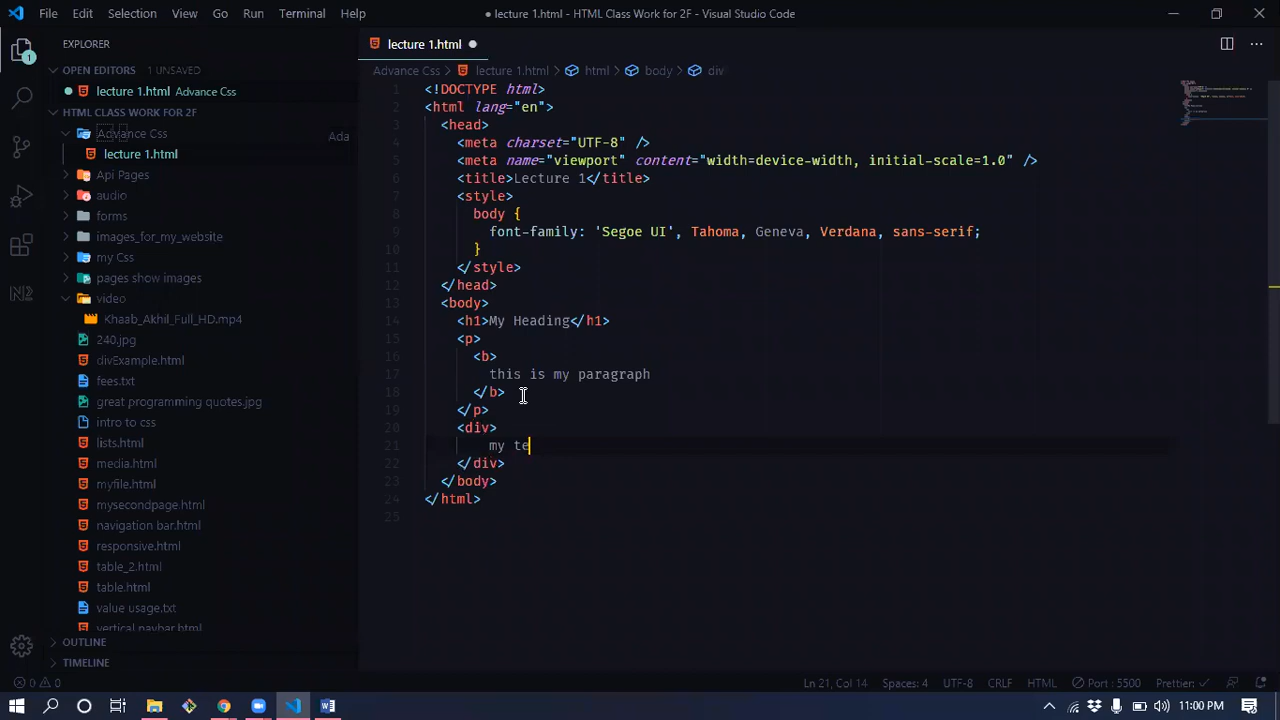 File Edit Selection View Go Run Terminal Help
● lecture 1.html - HTML Class Work for 2F - Visual Studio Code
EXPLORER
OPEN EDITORS 1 UNSAVED
lecture 1.html Advance Css
HTML CLASS WORK FOR 2F
Advance Css
Ada
lecture 1.html
Api Pages
audio
forms
images_for_my_website
my Css
pages show images
video
Khaab_Akhil_Full_HD.mp4
240.jpg
divExample.html
fees.txt
great programming quotes.jpg
intro to css
lists.html
media.html
myfile.html
mysecondpage.html
navigation bar.html
responsive.html
table_2.html
table.html
value usage.txt
vertical navbar.html
OUTLINE
TIMELINE
lecture 1.html
Advance Css > lecture 1.html > html > body > div
1 <!DOCTYPE html>
2 <html lang="en">
3 <head>
4 <meta charset="UTF-8" />
5 <meta name="viewport" content="width=device-width, initial-scale=1.0" />
6 <title>Lecture 1</title>
7 <style>
8 body {
9 font-family: 'Segoe UI', Tahoma, Geneva, Verdana, sans-serif;
10 }
11 </style>
12 </head>
13 <body>
14 <h1>My Heading</h1>
15 <p>
16 <b>
17 this is my paragraph
18 </b>
19 </p>
20 <div>
21 my te
22 </div>
23 </body>
24 </html>
25
0 0 Ln 21, Col 14 Spaces: 4 UTF-8 CRLF HTML Port : 5500 Prettier: ✓
11:00 PM